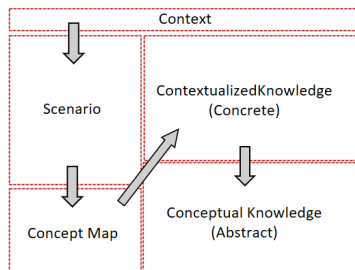 Context
Scenario
ContextualizedKnowledge
(Concrete)
Concept Map
Conceptual Knowledge
(Abstract)